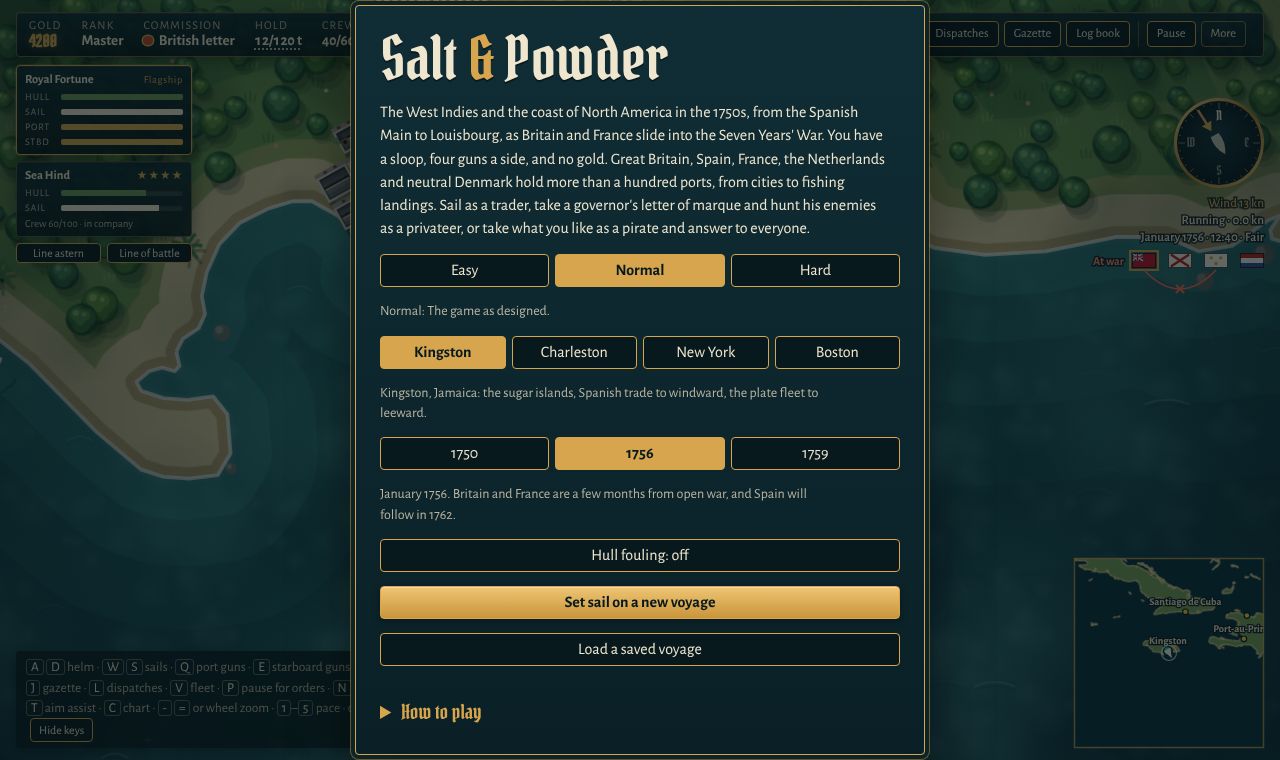 GOLD RANK COMMISSION HOLD CREW
4200 Master British letter 12/120 t 40/60
Dispatches Gazette Log book Pause More
Royal Fortune Flagship
HULL
SAIL
PORT
STBD
Sea Hind ★★★★
HULL
SAIL
Crew 60/100 · in company
Line astern Line of battle
Salt & Powder
The West Indies and the coast of North America in the 1750s, from the Spanish
Main to Louisbourg, as Britain and France slide into the Seven Years' War. You have
a sloop, four guns a side, and no gold. Great Britain, Spain, France, the Netherlands
and neutral Denmark hold more than a hundred ports, from cities to fishing
landings. Sail as a trader, take a governor's letter of marque and hunt his enemies
as a privateer, or take what you like as a pirate and answer to everyone.
Easy Normal Hard
Normal: The game as designed.
Kingston Charleston New York Boston
Kingston, Jamaica: the sugar islands, Spanish trade to windward, the plate fleet to
leeward.
1750 1756 1759
January 1756. Britain and France are a few months from open war, and Spain will
follow in 1762.
Hull fouling: off
Set sail on a new voyage
Load a saved voyage
How to play
N
W E
S
Wind 13 kn
Running · 0.0 kn
January 1756 · 12:40 · Fair
At war
Santiago de Cuba
Port-au-Prin
Kingston
A D helm · W S sails · Q port guns · E starboard guns
J gazette · L dispatches · V fleet · P pause for orders · N
T aim assist · C chart · - = or wheel zoom · 1–5 pace ·
Hide keys